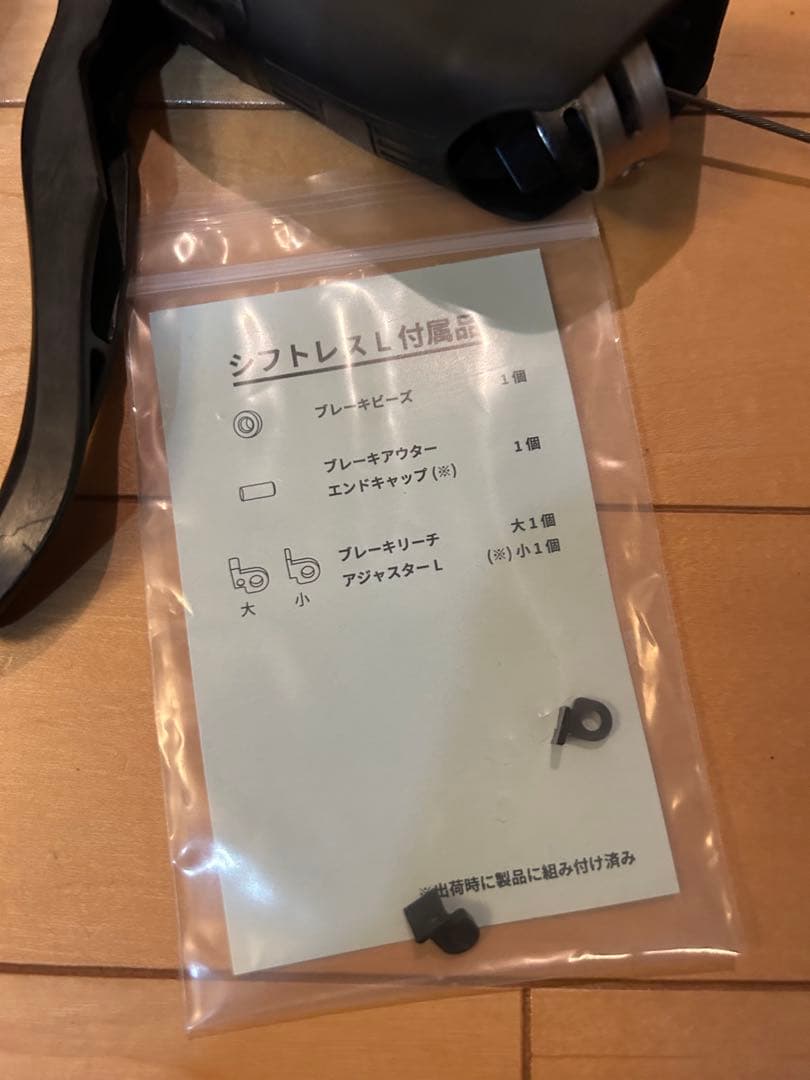 シフトレスL付属品
ブレーキビーズ 1個
ブレーキアウター 1個
エンドキャップ(※)
ブレーキリーチ 大1個
アジャスターL (※)小1個
大 小
※出荷時に製品に組み付け済み